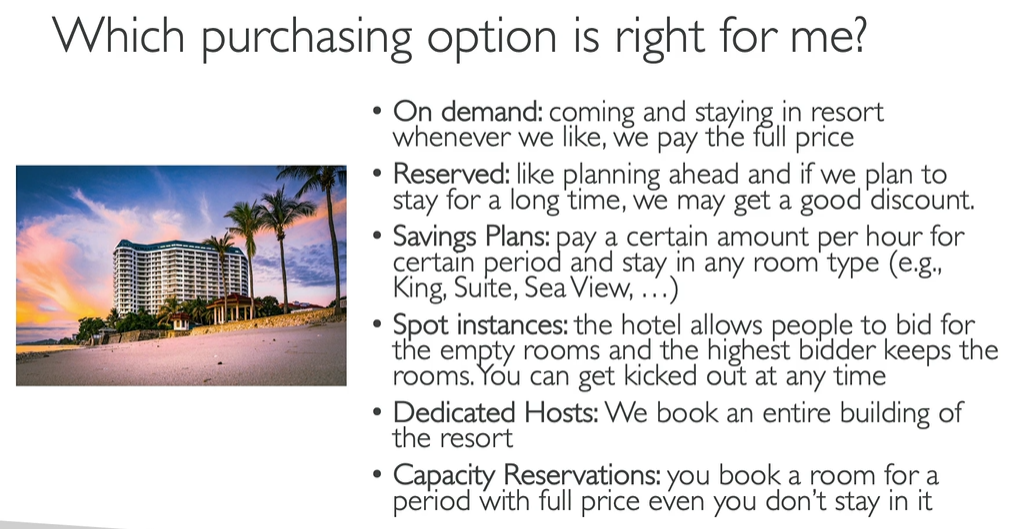 Which purchasing option is right for me?
• On demand: coming and staying in resort
whenever we like, we pay the full price
• Reserved: like planning ahead and if we plan to
stay for a long time, we may get a good discount.
• Savings Plans: pay a certain amount per hour for
certain period and stay in any room type (e.g.,
King, Suite, Sea View, …)
• Spot instances: the hotel allows people to bid for
the empty rooms and the highest bidder keeps the
rooms. You can get kicked out at any time
• Dedicated Hosts: We book an entire building of
the resort
• Capacity Reservations: you book a room for a
period with full price even you don't stay in it